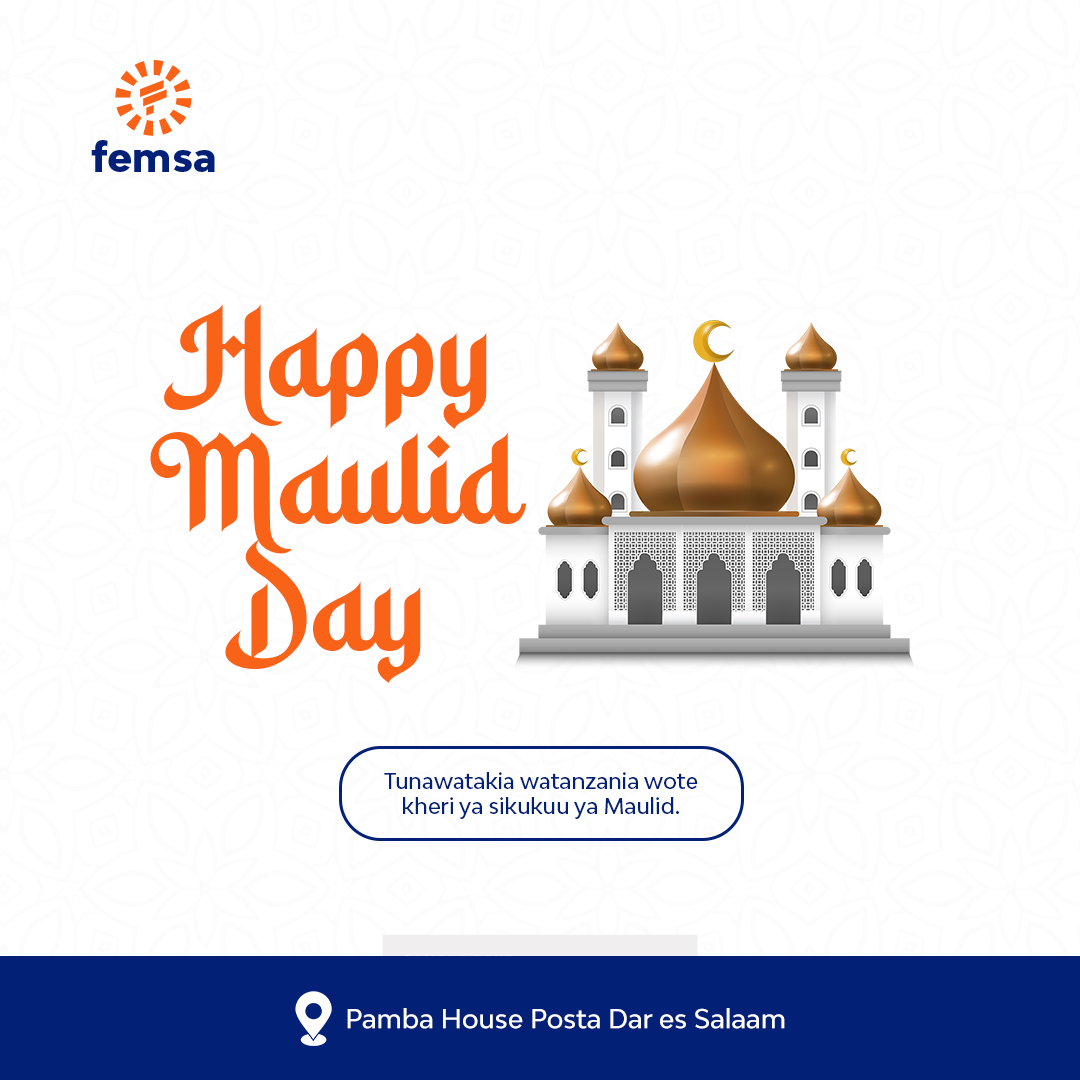 femsa
Happy
Maulid
Day
Tunawatakia watanzania wote
kheri ya sikukuu ya Maulid.
Pamba House Posta Dar es Salaam